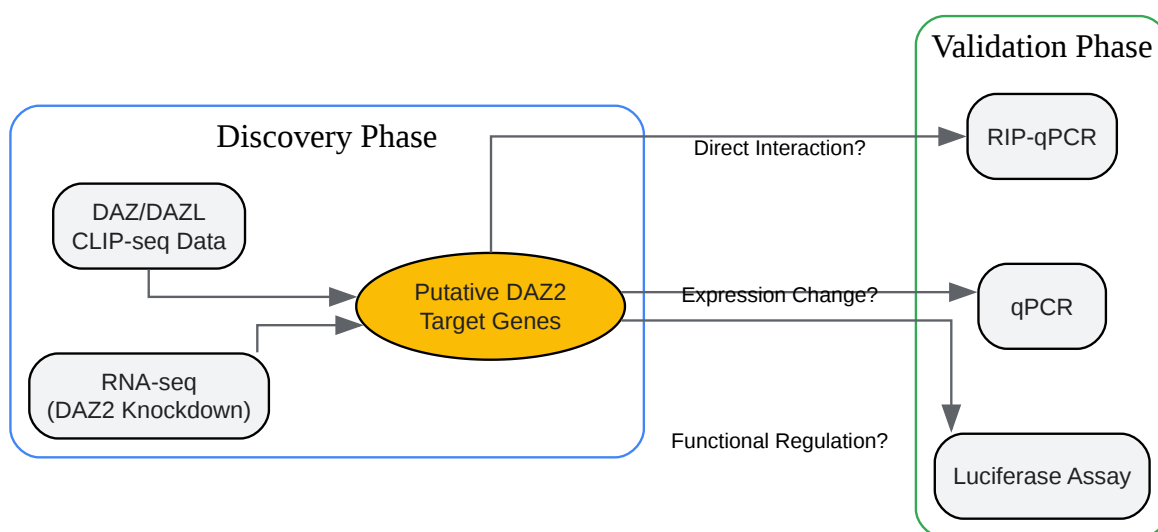 Validation Phase
Discovery Phase
RIP-qPCR
Direct Interaction?
DAZ/DAZL
CLIP-seq Data
Putative DAZ2
Target Genes
Expression Change?
qPCR
RNA-seq
(DAZ2 Knockdown)
Functional Regulation?
Luciferase Assay